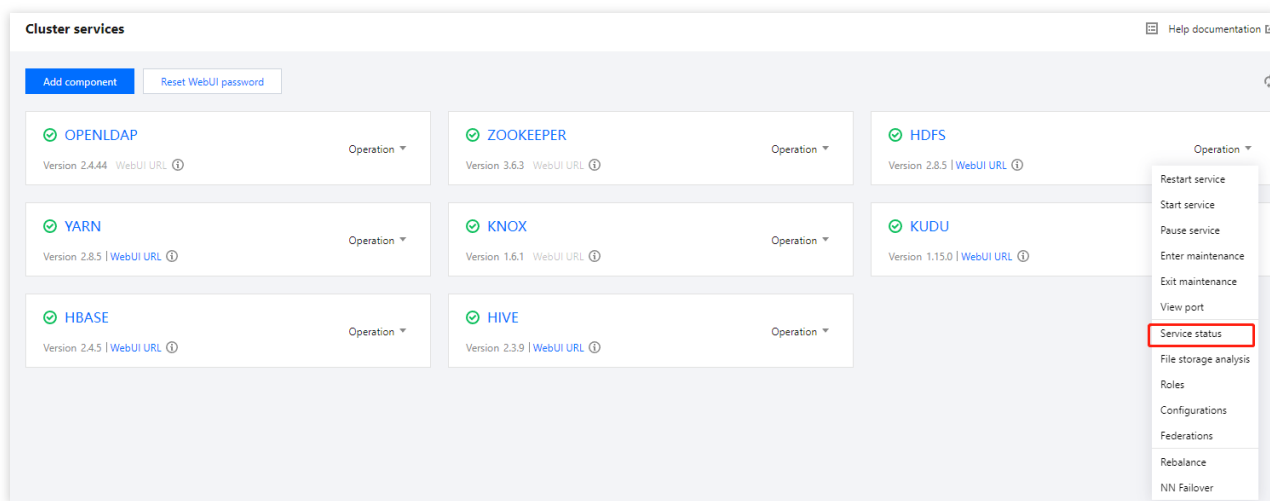 Cluster services
Help documentation
Add component
Reset WebUI password
OPENLDAP
Operation
Version 2.4.44 WebUI URL
ZOOKEEPER
Operation
Version 3.6.3 WebUI URL
HDFS
Operation
Version 2.8.5 | WebUI URL
YARN
Operation
Version 2.8.5 | WebUI URL
KNOX
Operation
Version 1.6.1 WebUI URL
KUDU
Version 1.15.0 | WebUI URL
HBASE
Operation
Version 2.4.5 | WebUI URL
HIVE
Operation
Version 2.3.9 | WebUI URL
Restart service
Start service
Pause service
Enter maintenance
Exit maintenance
View port
Service status
File storage analysis
Roles
Configurations
Federations
Rebalance
NN Failover